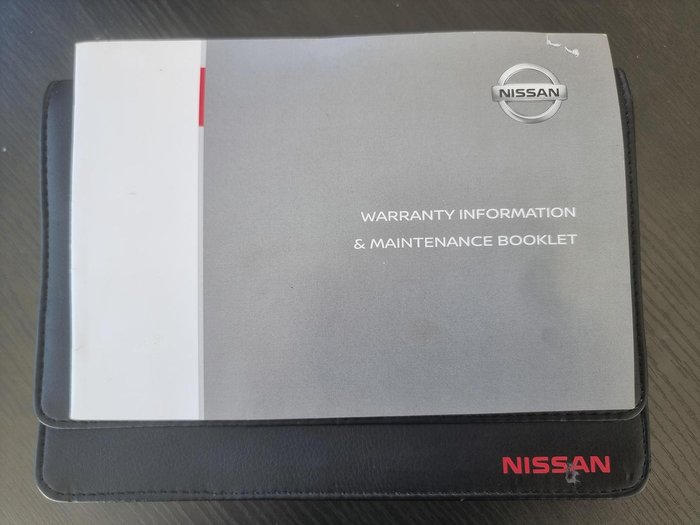 NISSAN
WARRANTY INFORMATION
& MAINTENANCE BOOKLET
NISSAN